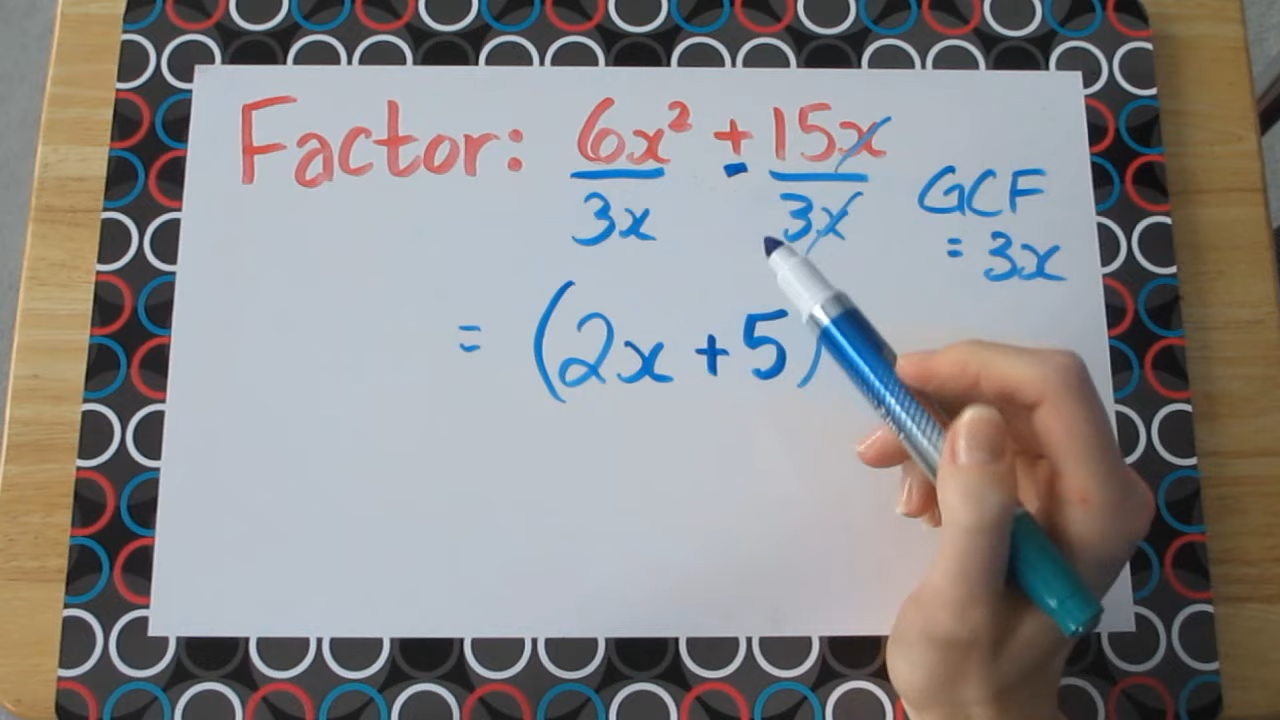 Factor: 6x² + 15x
3x 3x
GCF
= 3x
= (2x + 5)